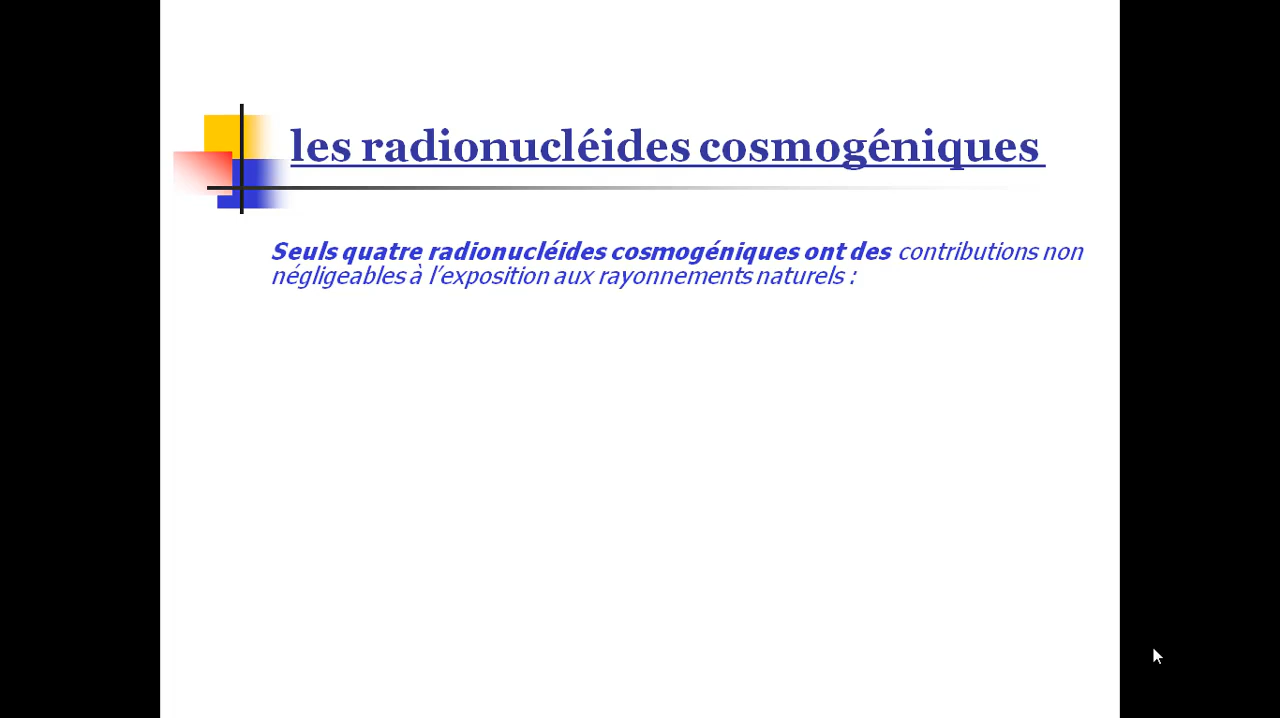 les radionucléides cosmogéniques
Seuls quatre radionucléides cosmogéniques ont des contributions non
négligeables à l’exposition aux rayonnements naturels :